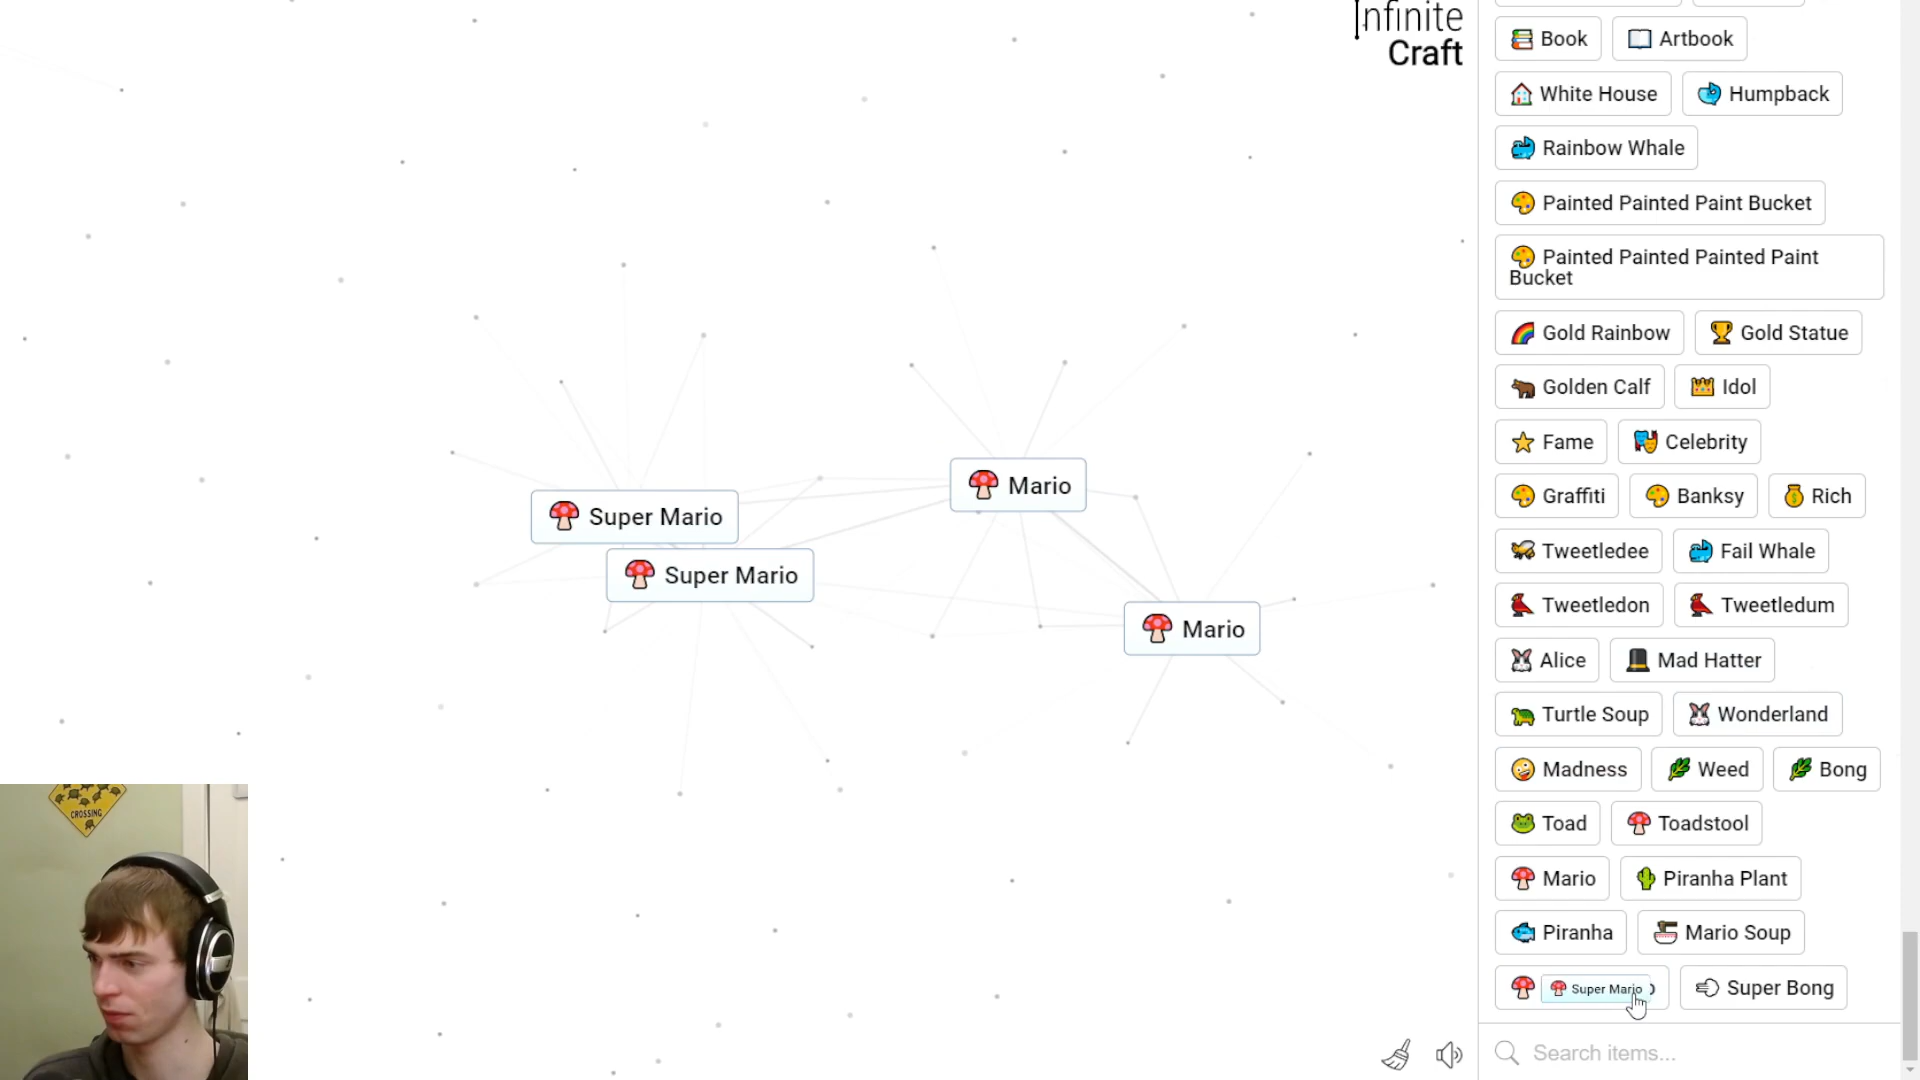 Infinite
Craft
Super Mario
Super Mario
Mario
Mario
Book
Artbook
White House
Humpback
Rainbow Whale
Painted Painted Paint Bucket
Painted Painted Painted Paint
Bucket
Gold Rainbow
Gold Statue
Golden Calf
Idol
Fame
Celebrity
Graffiti
Banksy
Rich
Tweetledee
Fail Whale
Tweetledon
Tweetledum
Alice
Mad Hatter
Turtle Soup
Wonderland
Madness
Weed
Bong
Toad
Toadstool
Mario
Piranha Plant
Piranha
Mario Soup
Super Mario
Super Bong
Search items...
CROSSING